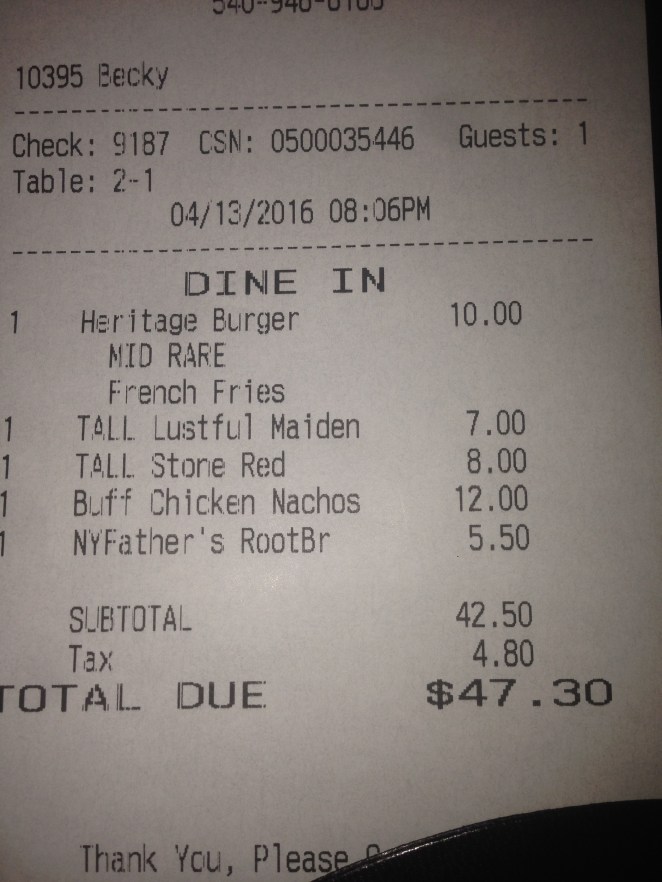 10395 Becky
Check: 9187 CSN: 0500035446 Guests: 1
Table: 2-1
04/13/2016 08:06PM
DINE IN
1 Heritage Burger 10.00
MID RARE
French Fries
1 TALL Lustful Maiden 7.00
1 TALL Stone Red 8.00
1 Buff Chicken Nachos 12.00
1 NYFather's RootBr 5.50
SUBTOTAL 42.50
Tax 4.80
TOTAL DUE $47.30
Thank You, Please